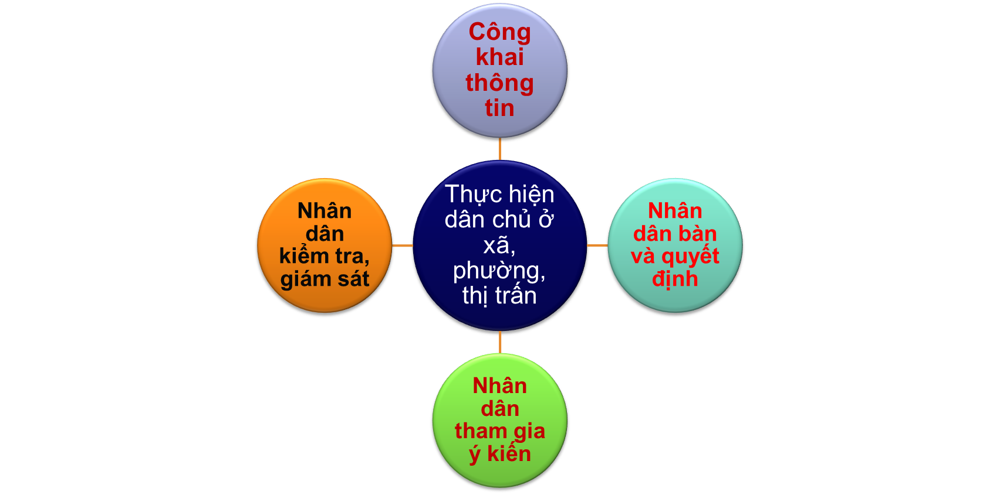 Công
khai
thông
tin
Thực hiện
dân chủ ở
xã,
phường,
thị trấn
Nhân
dân bàn
và quyết
định
Nhân
dân
tham gia
ý kiến
Nhân
dân
kiểm tra,
giám sát